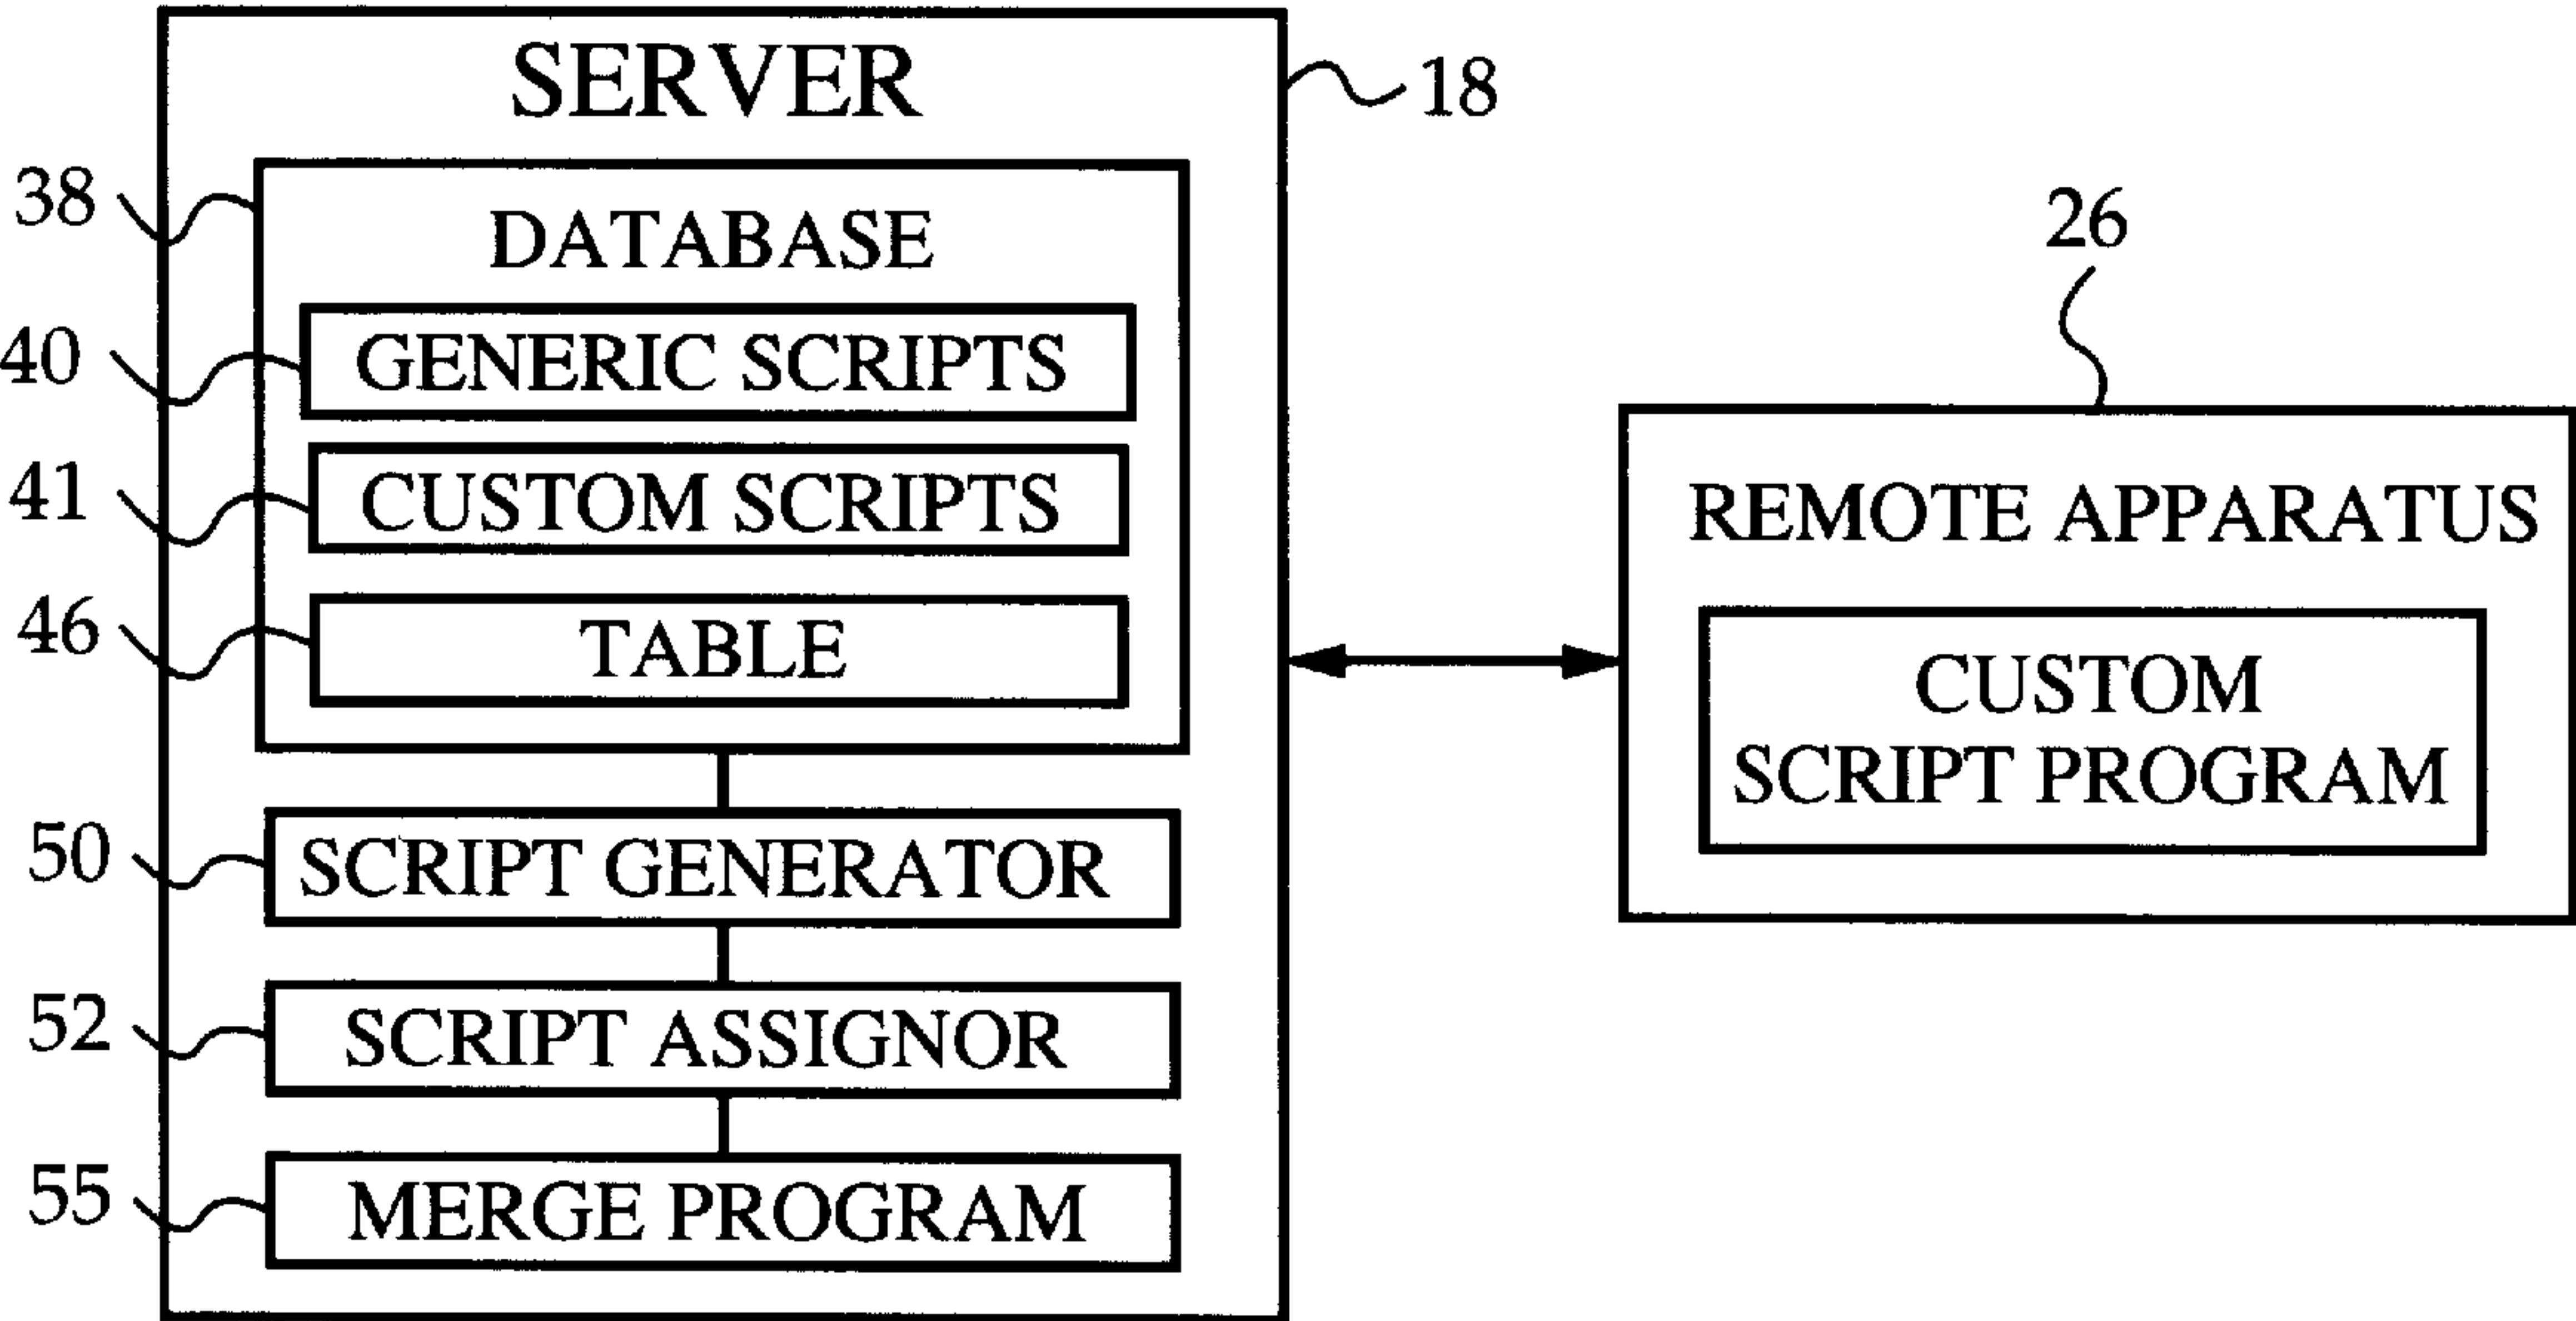 SERVER
18
38
DATABASE
40
GENERIC SCRIPTS
41
CUSTOM SCRIPTS
46
TABLE
50
SCRIPT GENERATOR
52
SCRIPT ASSIGNOR
55
MERGE PROGRAM
26
REMOTE APPARATUS
CUSTOM
SCRIPT PROGRAM